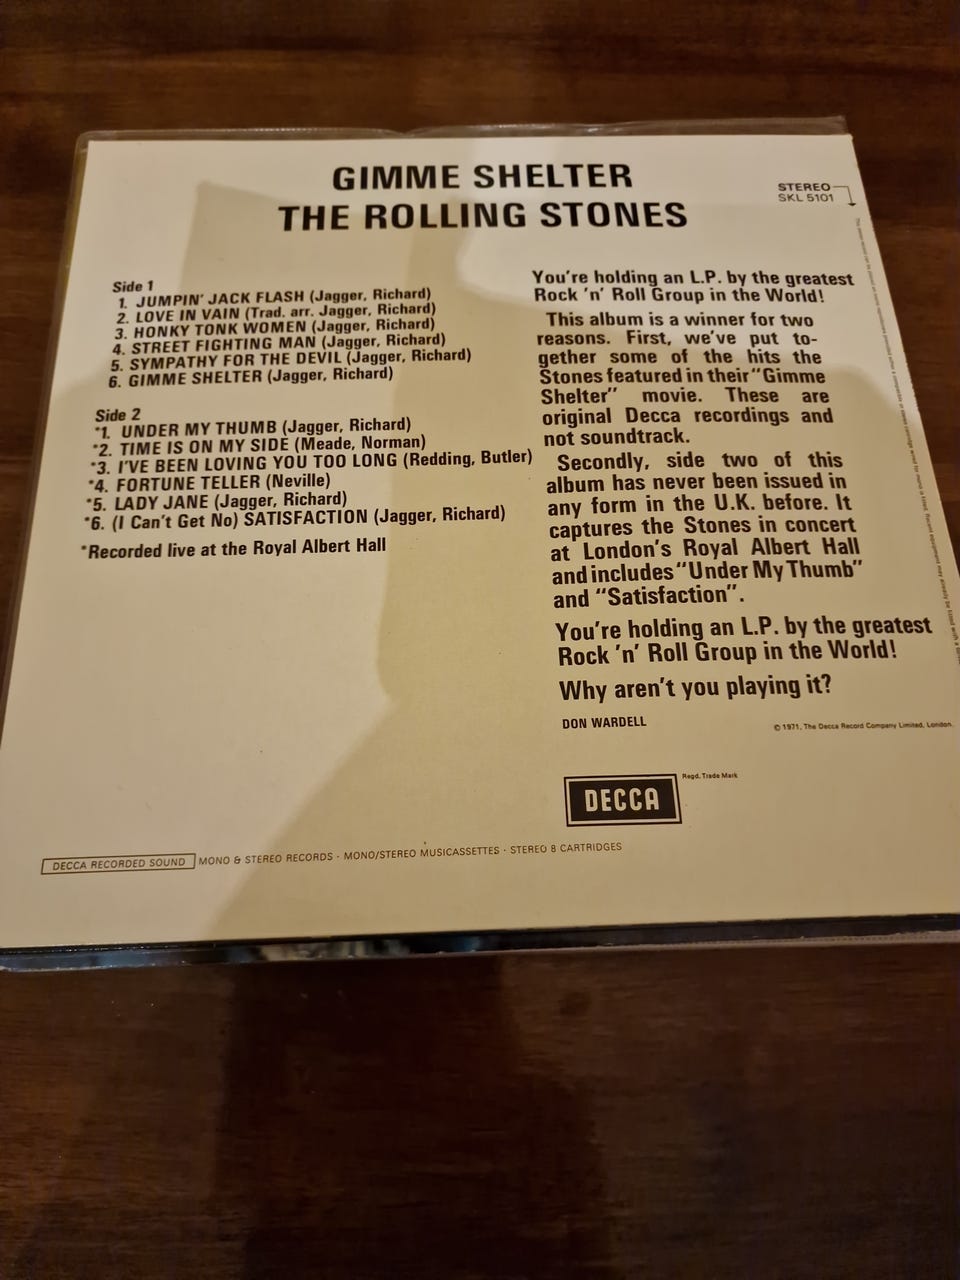 GIMME SHELTER
THE ROLLING STONES
STEREO
SKL 5101
Side 1
1. JUMPIN' JACK FLASH (Jagger, Richard)
2. LOVE IN VAIN (Trad. arr. Jagger, Richard)
3. HONKY TONK WOMEN (Jagger, Richard)
4. STREET FIGHTING MAN (Jagger, Richard)
5. SYMPATHY FOR THE DEVIL (Jagger, Richard)
6. GIMME SHELTER (Jagger, Richard)
Side 2
*1. UNDER MY THUMB (Jagger, Richard)
*2. TIME IS ON MY SIDE (Meade, Norman)
*3. I'VE BEEN LOVING YOU TOO LONG (Redding, Butler)
*4. FORTUNE TELLER (Neville)
*5. LADY JANE (Jagger, Richard)
*6. (I Can't Get No) SATISFACTION (Jagger, Richard)
*Recorded live at the Royal Albert Hall
You're holding an L.P. by the greatest
Rock 'n' Roll Group in the World!
This album is a winner for two
reasons. First, we've put to-
gether some of the hits the
Stones featured in their "Gimme
Shelter" movie. These are
original Decca recordings and
not soundtrack.
Secondly, side two of this
album has never been issued in
any form in the U.K. before. It
captures the Stones in concert
at London's Royal Albert Hall
and includes "Under My Thumb"
and "Satisfaction".
You're holding an L.P. by the greatest
Rock 'n' Roll Group in the World!
Why aren't you playing it?
DON WARDELL
© 1971, The Decca Record Company Limited, London.
DECCA
Regd. Trade Mark
DECCA RECORDED SOUND MONO & STEREO RECORDS · MONO/STEREO MUSICASSETTES · STEREO 8 CARTRIDGES